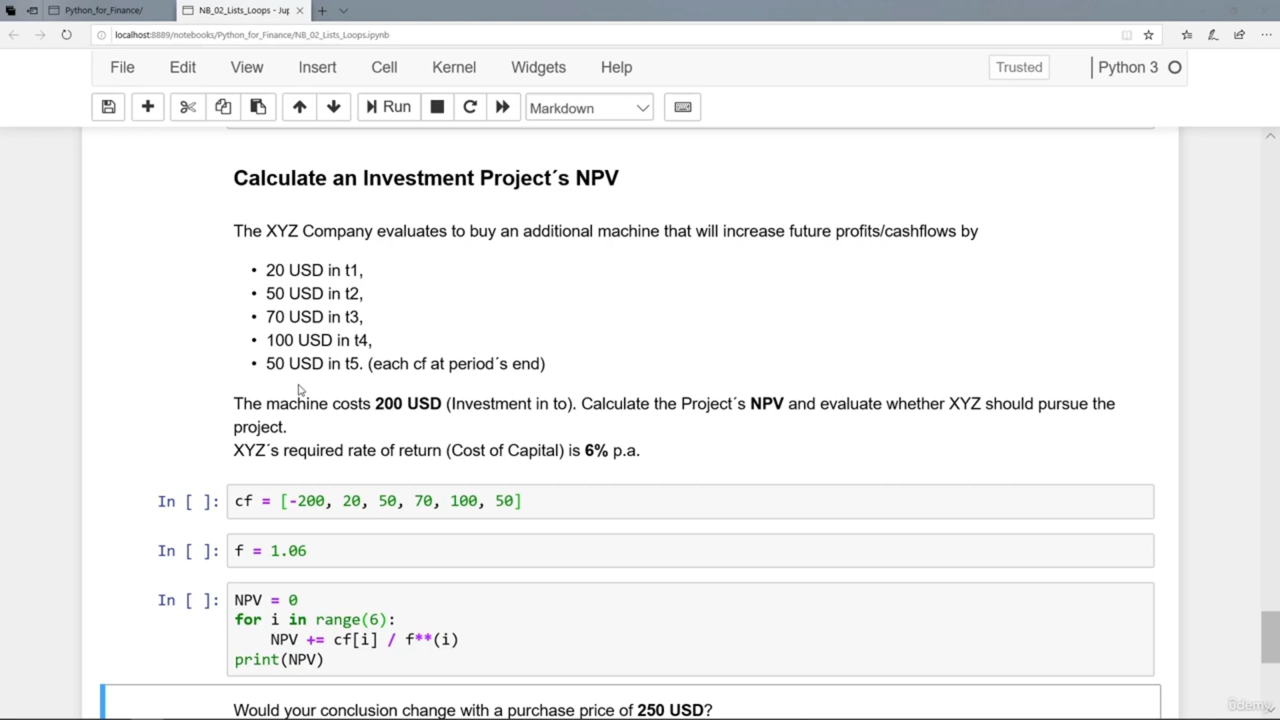 Python_for_Finance/
NB_02_Lists_Loops - Jup
localhost:8889/notebooks/Python_for_Finance/NB_02_Lists_Loops.ipynb
File Edit View Insert Cell Kernel Widgets Help Trusted Python 3
Run Markdown
Calculate an Investment Project´s NPV
The XYZ Company evaluates to buy an additional machine that will increase future profits/cashflows by
• 20 USD in t1,
• 50 USD in t2,
• 70 USD in t3,
• 100 USD in t4,
• 50 USD in t5. (each cf at period´s end)
The machine costs 200 USD (Investment in to). Calculate the Project´s NPV and evaluate whether XYZ should pursue the
project.
XYZ´s required rate of return (Cost of Capital) is 6% p.a.
In [ ]: cf = [-200, 20, 50, 70, 100, 50]
In [ ]: f = 1.06
In [ ]: NPV = 0
for i in range(6):
NPV += cf[i] / f**(i)
print(NPV)
Would your conclusion change with a purchase price of 250 USD?
Udemy